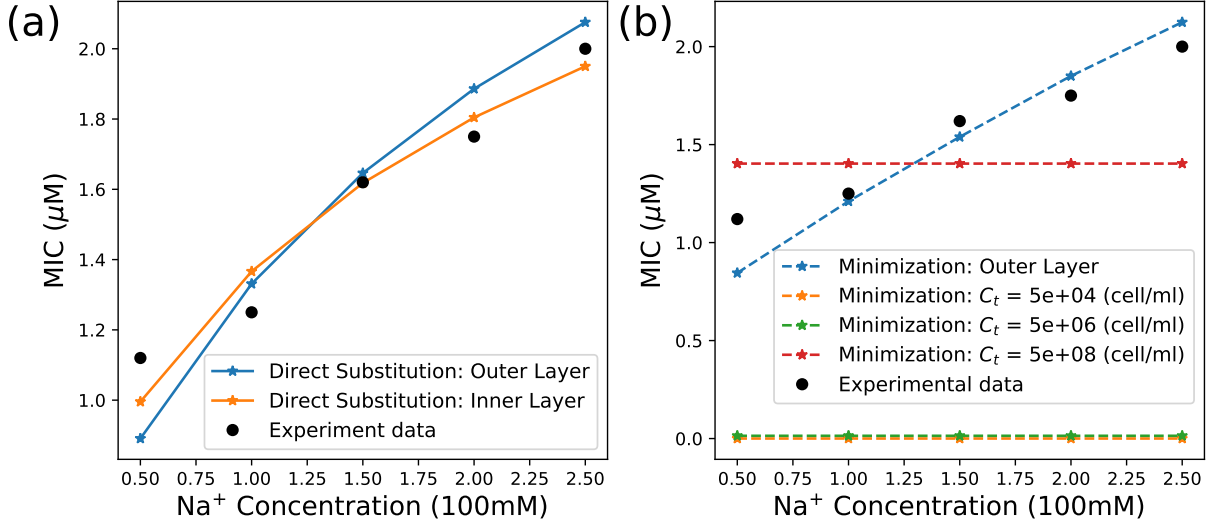 (a)
MIC (μM)
2.0
1.8
1.6
1.4
1.2
1.0
Direct Substitution: Outer Layer
Direct Substitution: Inner Layer
Experiment data
0.50 0.75 1.00 1.25 1.50 1.75 2.00 2.25 2.50
Na⁺ Concentration (100mM)
(b)
MIC (μM)
2.0
1.5
1.0
0.5
0.0
Minimization: Outer Layer
Minimization: Cₜ = 5e+04 (cell/ml)
Minimization: Cₜ = 5e+06 (cell/ml)
Minimization: Cₜ = 5e+08 (cell/ml)
Experimental data
0.50 0.75 1.00 1.25 1.50 1.75 2.00 2.25 2.50
Na⁺ Concentration (100mM)